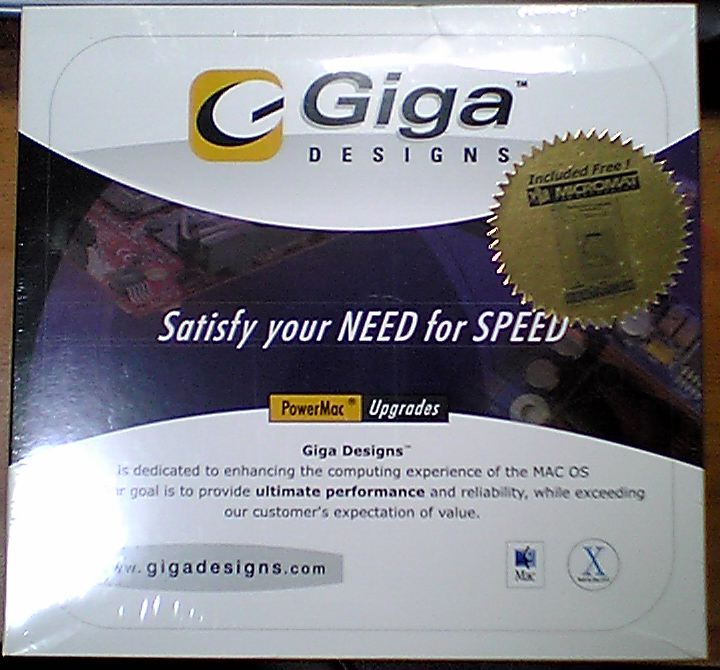 Giga™
DESIGNS
Included Free !
MICROMAT
Satisfy your NEED for SPEED
PowerMac® Upgrades
Giga Designs™
is dedicated to enhancing the computing experience of the MAC OS
goal is to provide ultimate performance and reliability, while exceeding
our customer's expectation of value.
www.gigadesigns.com
Mac
X